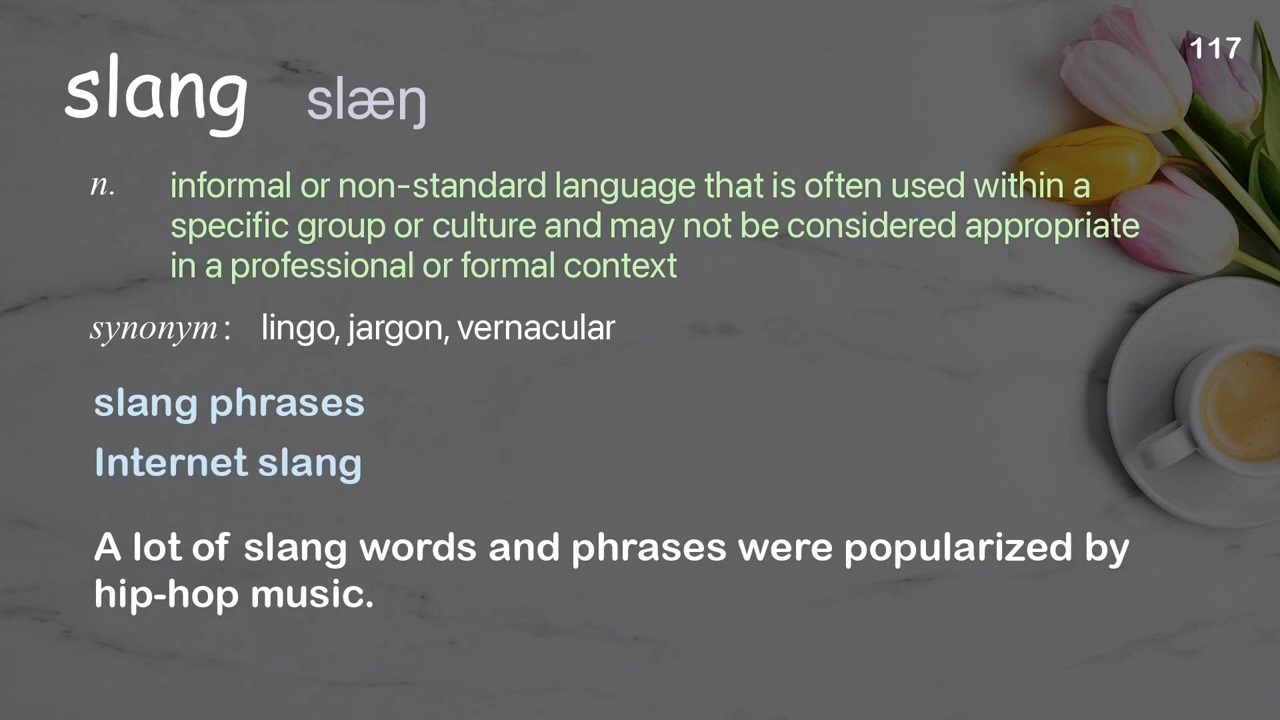 117
slang slæŋ
n. informal or non-standard language that is often used within a
specific group or culture and may not be considered appropriate
in a professional or formal context
synonym: lingo, jargon, vernacular
slang phrases
Internet slang
A lot of slang words and phrases were popularized by
hip-hop music.